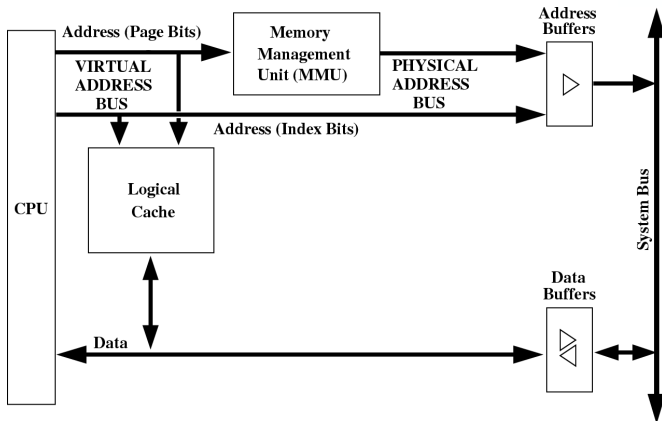 Address (Page Bits)
Memory
Management
Unit (MMU)
Address
Buffers
VIRTUAL
ADDRESS
BUS
PHYSICAL
ADDRESS
BUS
Address (Index Bits)
Logical
Cache
CPU
System Bus
Data
Buffers
Data